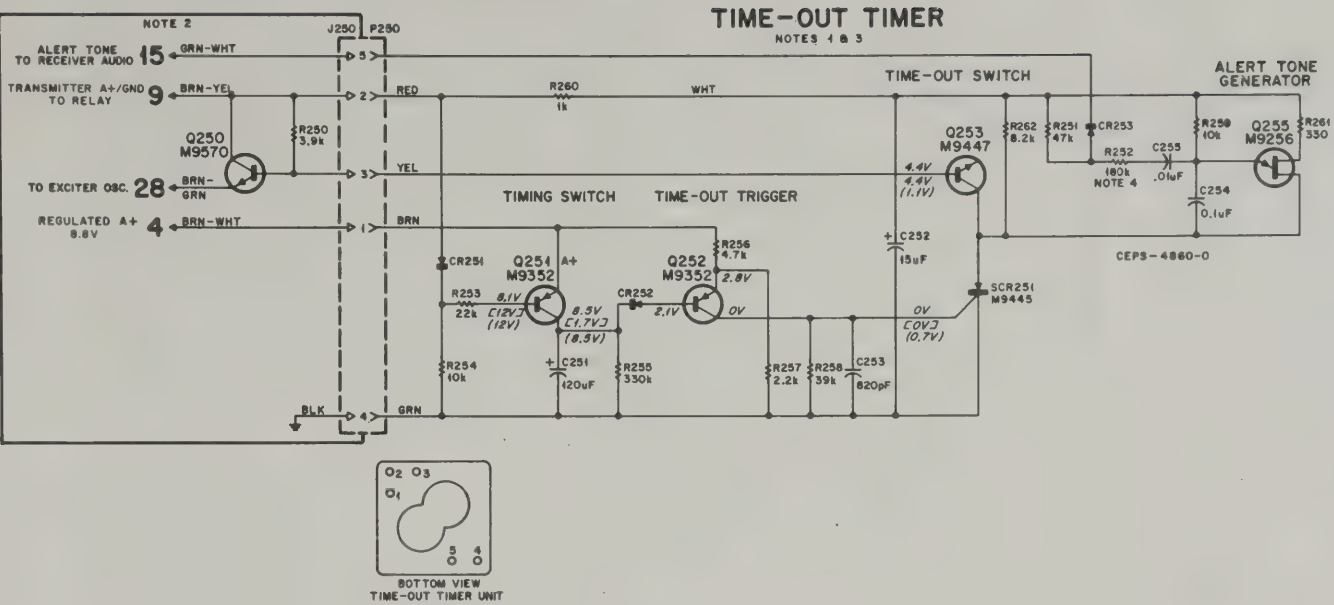 TIME-OUT TIMER
NOTES 1 & 3
NOTE 2
J250 P250
ALERT TONE
TO RECEIVER AUDIO 15 GRN-WHT
5
TRANSMITTER A+/GND
TO RELAY 9 BRN-YEL
2 RED
R260
1k
WHT
TIME-OUT SWITCH
ALERT TONE
GENERATOR
Q250
M9570
R250
3.9k
Q253
M9447
R262
8.2k
R251
47k
CR253
R252
180k
NOTE 4
C255
.01uF
R259
10k
Q255
M9256
R261
330
3 YEL
4.4V
4.4V
(1.1V)
TO EXCITER OSC. 28 BRN-
GRN
TIMING SWITCH
TIME-OUT TRIGGER
C254
0.1uF
REGULATED A+
8.8V 4 BRN-WHT
1 BRN
+ C252
15uF
CEPS-4860-0
CR251
Q251
M9352
A+
Q252
M9352
R256
4.7k
2.8V
R253
22k
8.1V
[12V]
(12V)
8.5V
[1.7V]
(8.5V)
CR252
2.1V
0V
0V
[0V]
(0.7V)
SCR251
M9445
R254
10k
+ C251
120uF
R255
330k
R257
2.2k
R258
39k
C253
820pF
BLK
4 GRN
2 3
1
5 4
BOTTOM VIEW
TIME-OUT TIMER UNIT